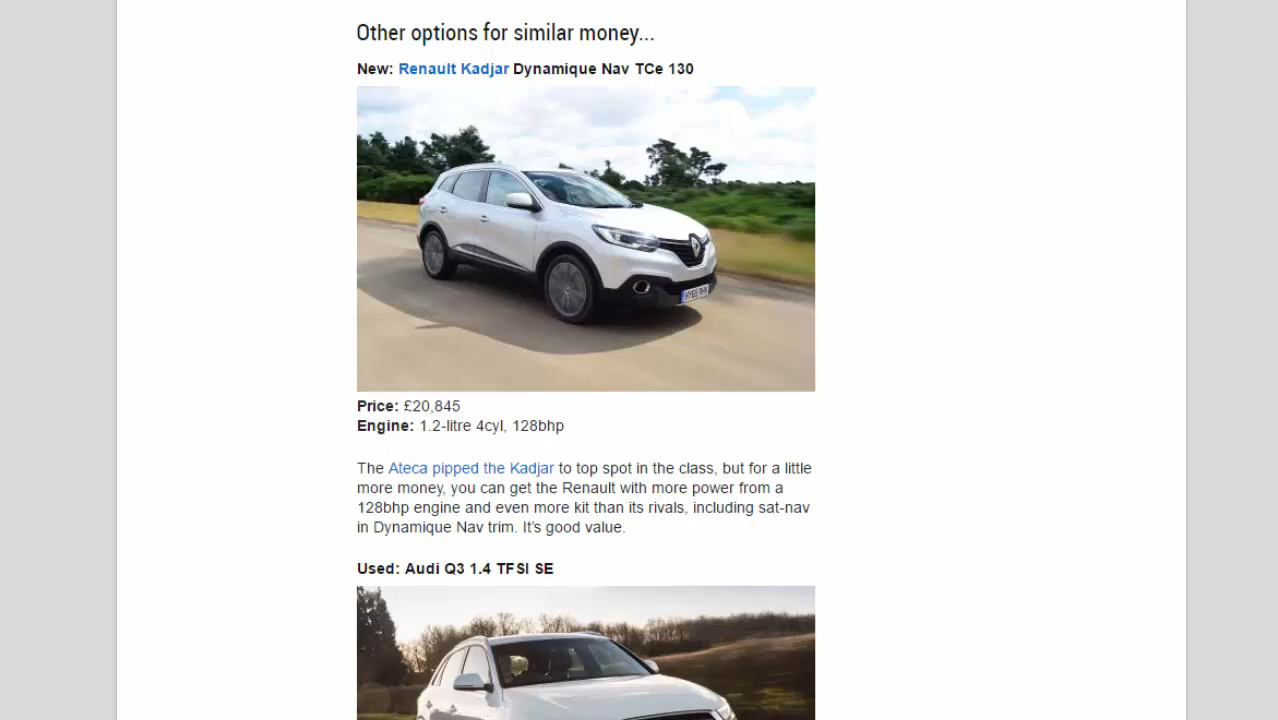 Other options for similar money...
New: Renault Kadjar Dynamique Nav TCe 130
Price: £20,845
Engine: 1.2-litre 4cyl, 128bhp
The Ateca pipped the Kadjar to top spot in the class, but for a little
more money, you can get the Renault with more power from a
128bhp engine and even more kit than its rivals, including sat-nav
in Dynamique Nav trim. It's good value.
Used: Audi Q3 1.4 TFSI SE